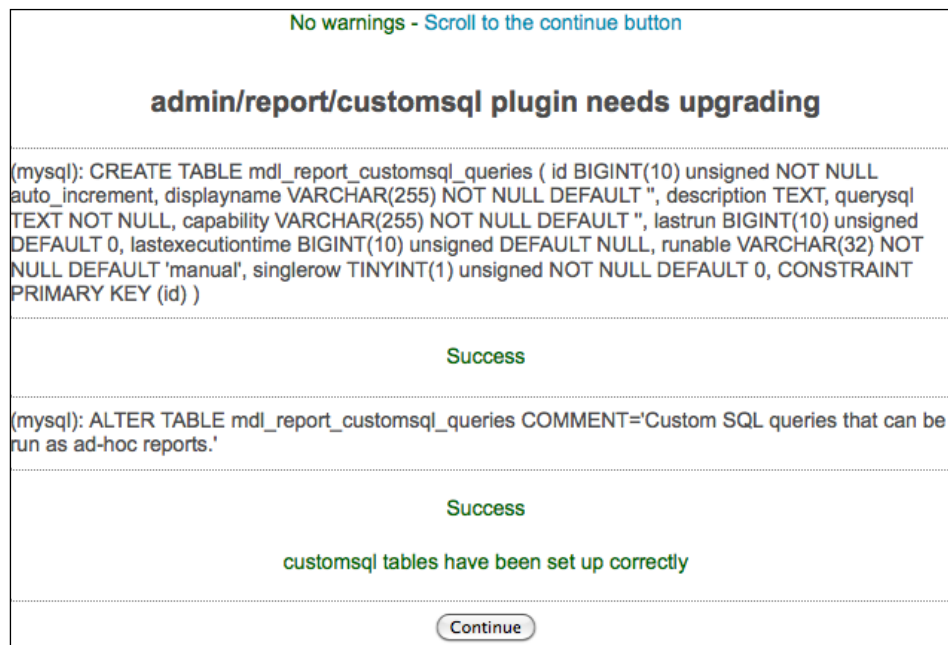 No warnings - Scroll to the continue button
admin/report/customsql plugin needs upgrading
(mysql): CREATE TABLE mdl_report_customsql_queries ( id BIGINT(10) unsigned NOT NULL
auto_increment, displayname VARCHAR(255) NOT NULL DEFAULT '', description TEXT, querysql
TEXT NOT NULL, capability VARCHAR(255) NOT NULL DEFAULT '', lastrun BIGINT(10) unsigned
DEFAULT 0, lastexecutiontime BIGINT(10) unsigned DEFAULT NULL, runable VARCHAR(32) NOT
NULL DEFAULT 'manual', singlerow TINYINT(1) unsigned NOT NULL DEFAULT 0, CONSTRAINT
PRIMARY KEY (id) )
Success
(mysql): ALTER TABLE mdl_report_customsql_queries COMMENT='Custom SQL queries that can be
run as ad-hoc reports.'
Success
customsql tables have been set up correctly
Continue